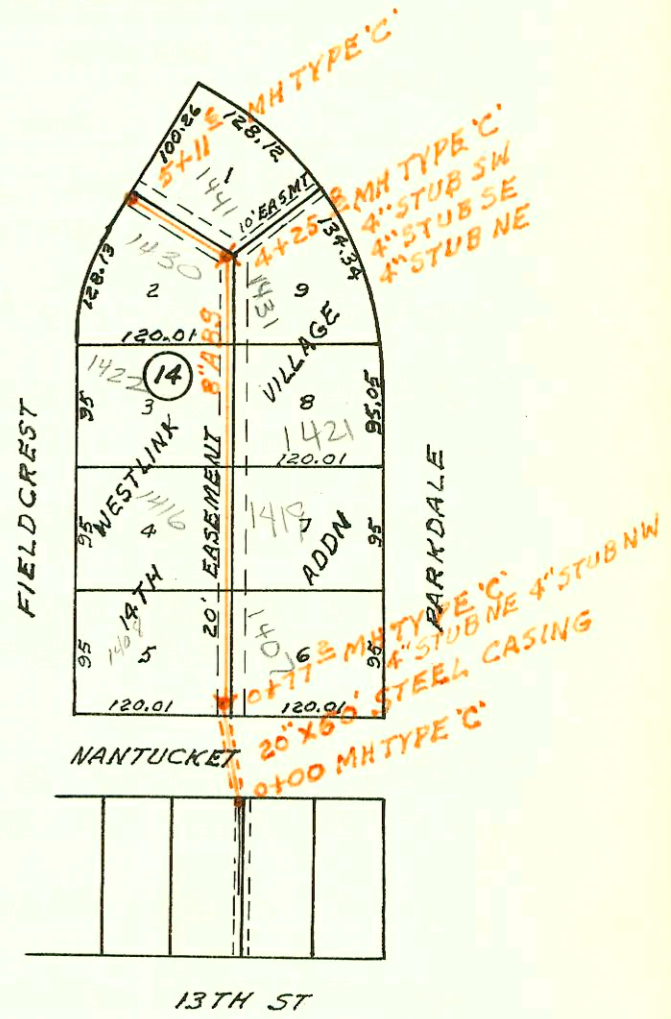 5+11 ⁵ MH TYPE 'C'
100.26
128.12
1
1441
10' EASMT
4+25 ⁸ MH TYPE 'C'
4" STUB SW
4" STUB SE
4" STUB NE
134.34
128.13
1430
2
1431
9
120.01
8" ABS
VILLAGE
14
1422
3
95
8
1421
120.01
95.05
FIELDCREST
WESTLINK
20' EASEMENT
1416
4
95
1419
7
ADDN
95
PARKDALE
14TH
5
95
120.01
1407
6
95
120.01
0+77 ³ MH TYPE 'C'
4" STUB NE 4" STUB NW
20" X 60' STEEL CASING
0+00 MH TYPE 'C'
NANTUCKET
13TH ST